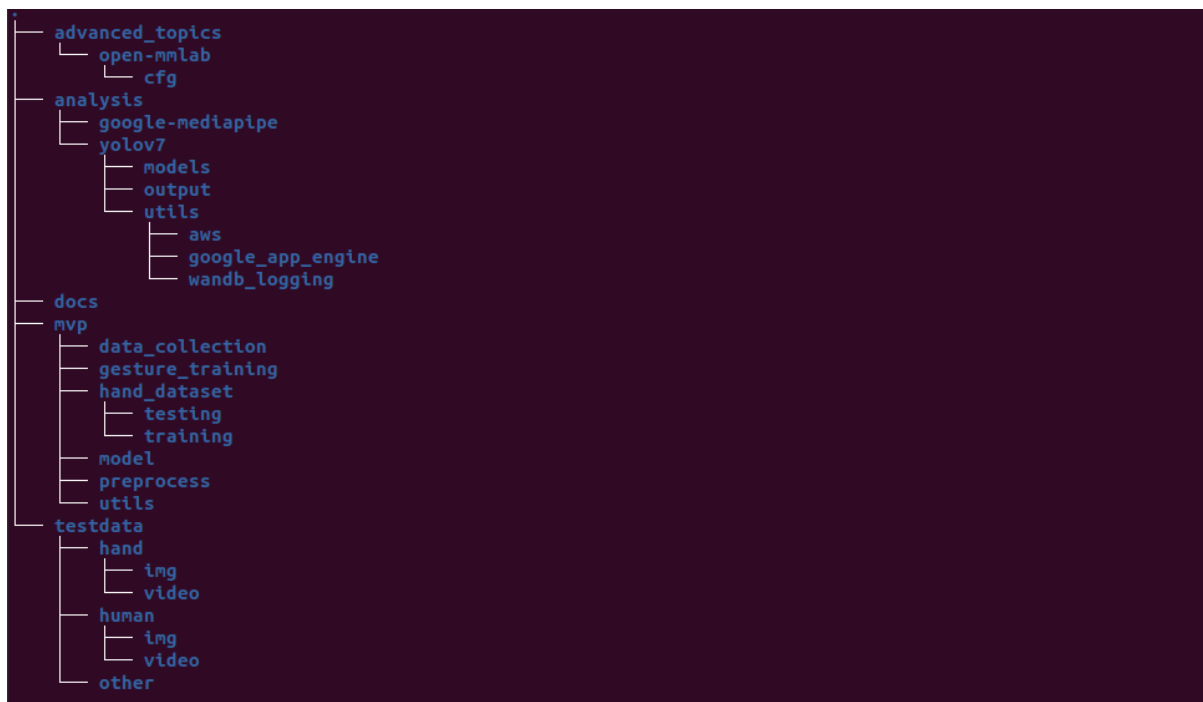 .
├── advanced_topics
│   └── open-mmlab
│       └── cfg
├── analysis
│   ├── google-mediapipe
│   └── yolov7
│       ├── models
│       ├── output
│       └── utils
│           ├── aws
│           ├── google_app_engine
│           └── wandb_logging
├── docs
├── mvp
│   ├── data_collection
│   ├── gesture_training
│   ├── hand_dataset
│   │   ├── testing
│   │   └── training
│   ├── model
│   ├── preprocess
│   └── utils
└── testdata
    ├── hand
    │   ├── img
    │   └── video
    ├── human
    │   ├── img
    │   └── video
    └── other